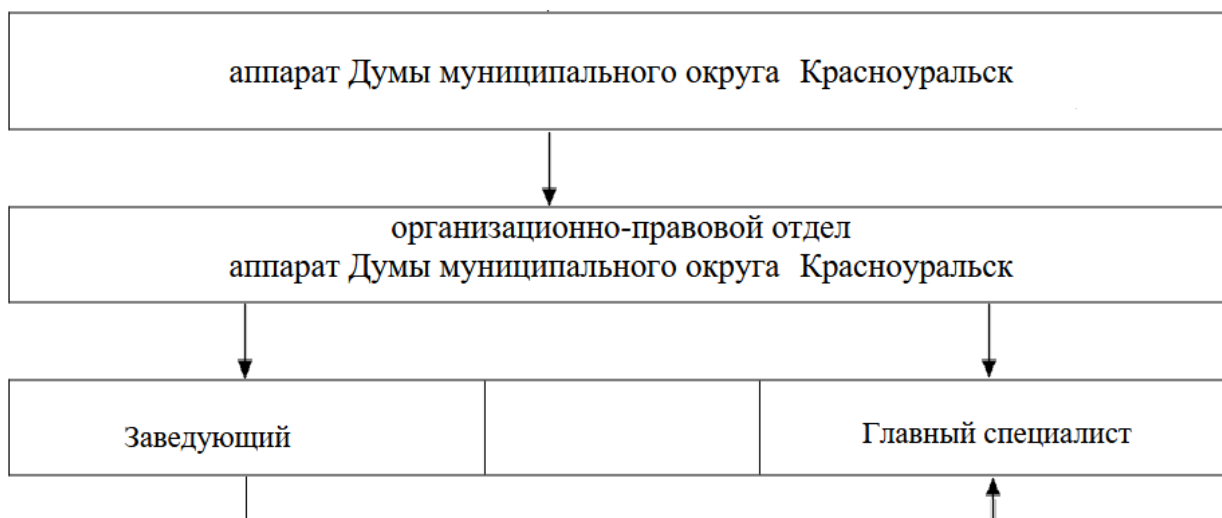 аппарат Думы муниципального округа Красноуральск
организационно-правовой отдел
аппарат Думы муниципального округа Красноуральск
Заведующий
Главный специалист